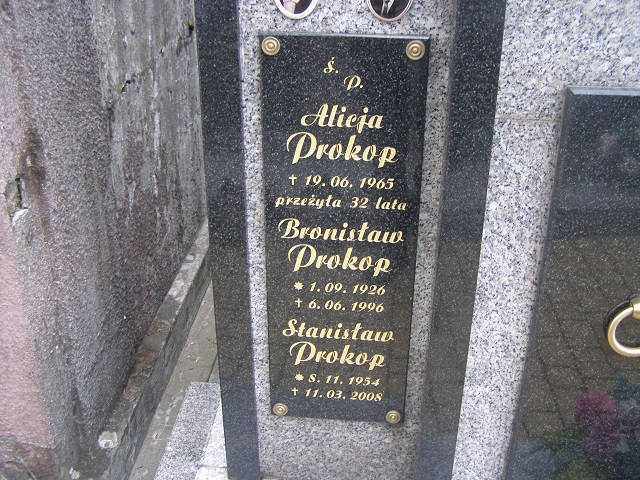 Ś.
P.
Alicja
Prokop
† 19. 06. 1965
przeżyła 32 lata
Bronisław
Prokop
* 1. 09. 1926
† 6. 06. 1996
Stanisław
Prokop
* 8. 11. 1954
† 11. 03. 2008